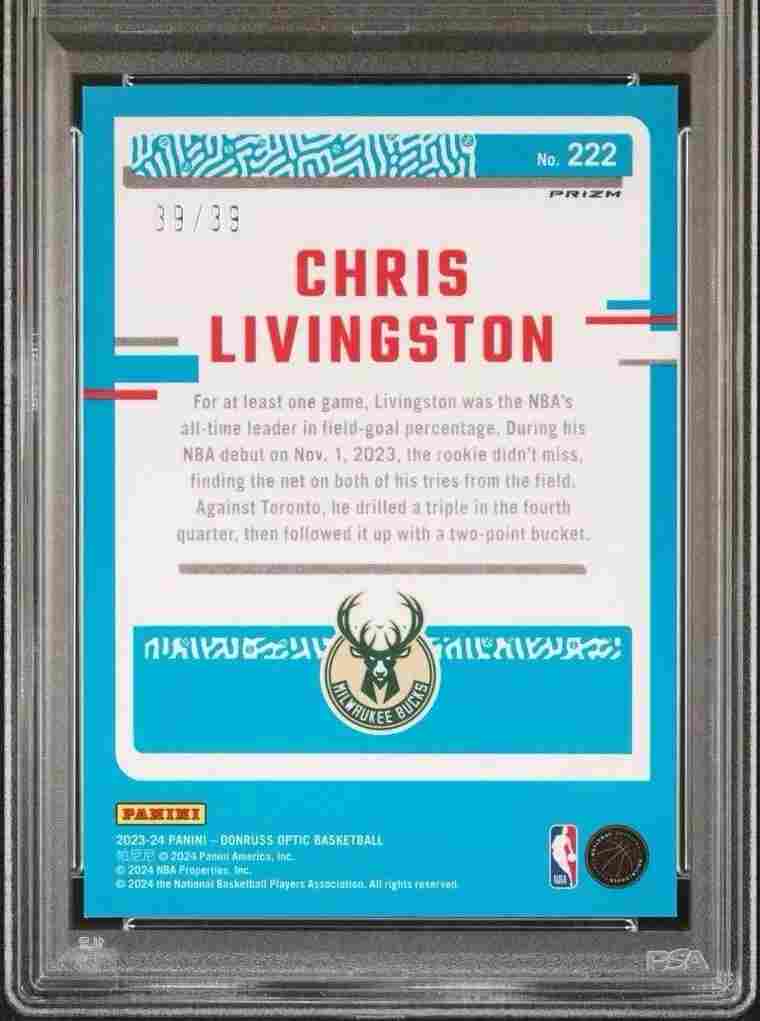 No. 222
PRIZM
39/39
CHRIS
LIVINGSTON
For at least one game, Livingston was the NBA's
all-time leader in field-goal percentage. During his
NBA debut on Nov. 1, 2023, the rookie didn't miss,
finding the net on both of his tries from the field.
Against Toronto, he drilled a triple in the fourth
quarter, then followed it up with a two-point bucket.
MILWAUKEE BUCKS
PANINI
2023-24 PANINI – DONRUSS OPTIC BASKETBALL
帕尼尼 © 2024 Panini America, Inc.
© 2024 NBA Properties, Inc.
© 2024 the National Basketball Players Association. All rights reserved.
NBA
PSA